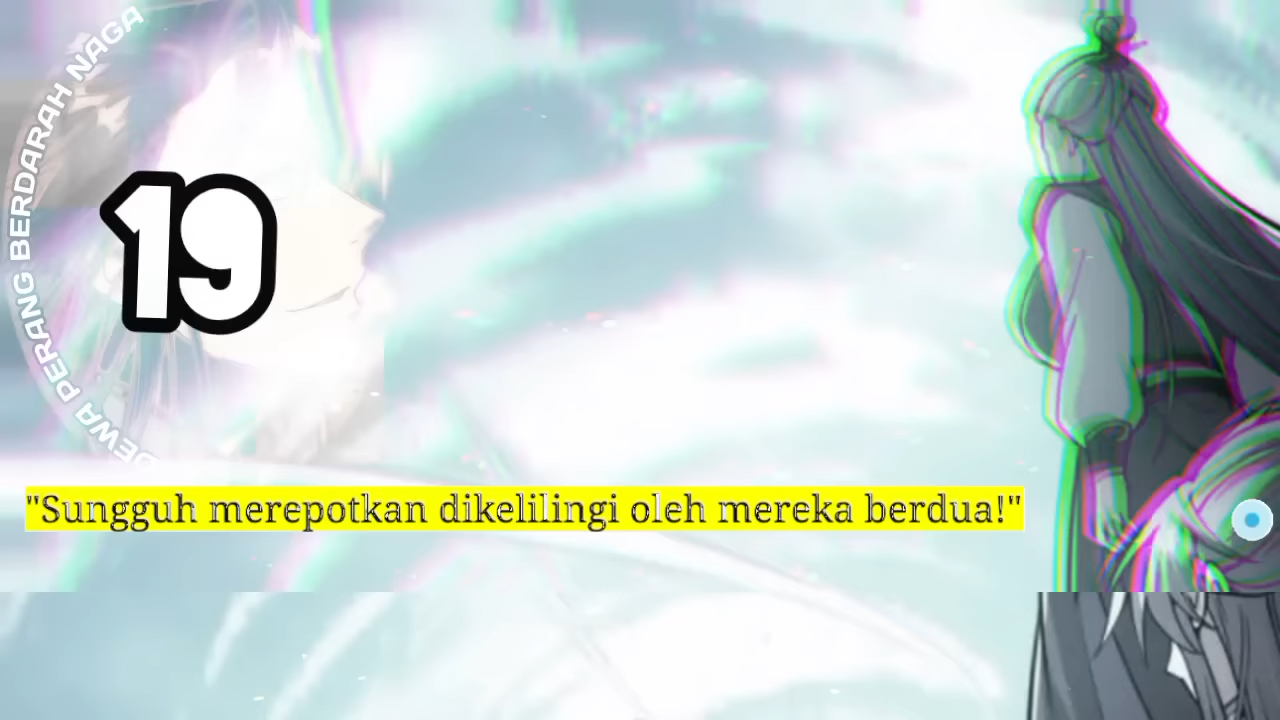 DEWA PERANG BERDARAH NAGA
19
"Sungguh merepotkan dikelilingi oleh mereka berdua!"